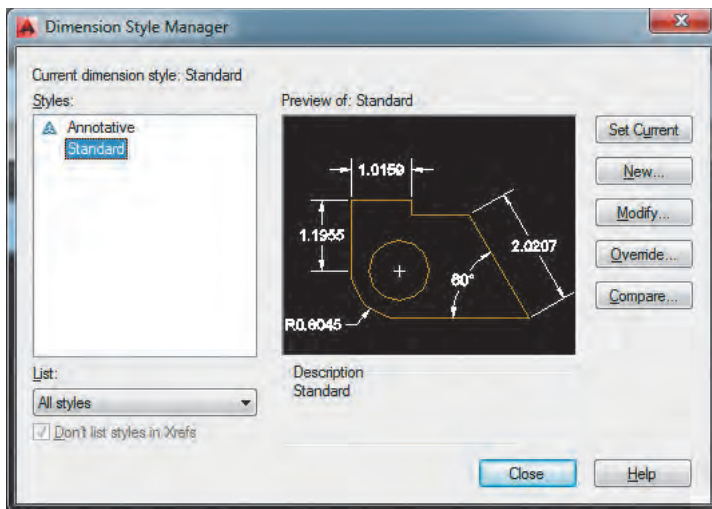 Dimension Style Manager
Current dimension style: Standard
Styles:
Annotative
Standard
Preview of: Standard
1.0159
1.1955
2.0207
60°
R0.6045
Set Current
New...
Modify...
Override...
Compare...
List:
All styles
Don't list styles in Xrefs
Description
Standard
Close
Help